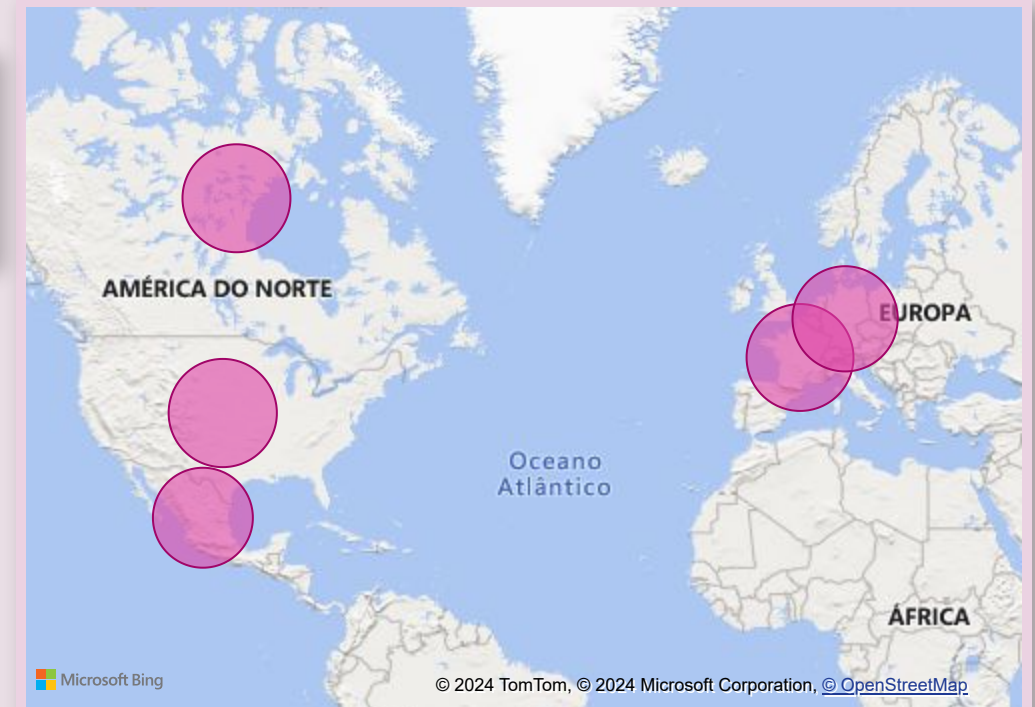 AMÉRICA DO NORTE
EUROPA
Oceano
Atlântico
ÁFRICA
Microsoft Bing
© 2024 TomTom, © 2024 Microsoft Corporation, © OpenStreetMap